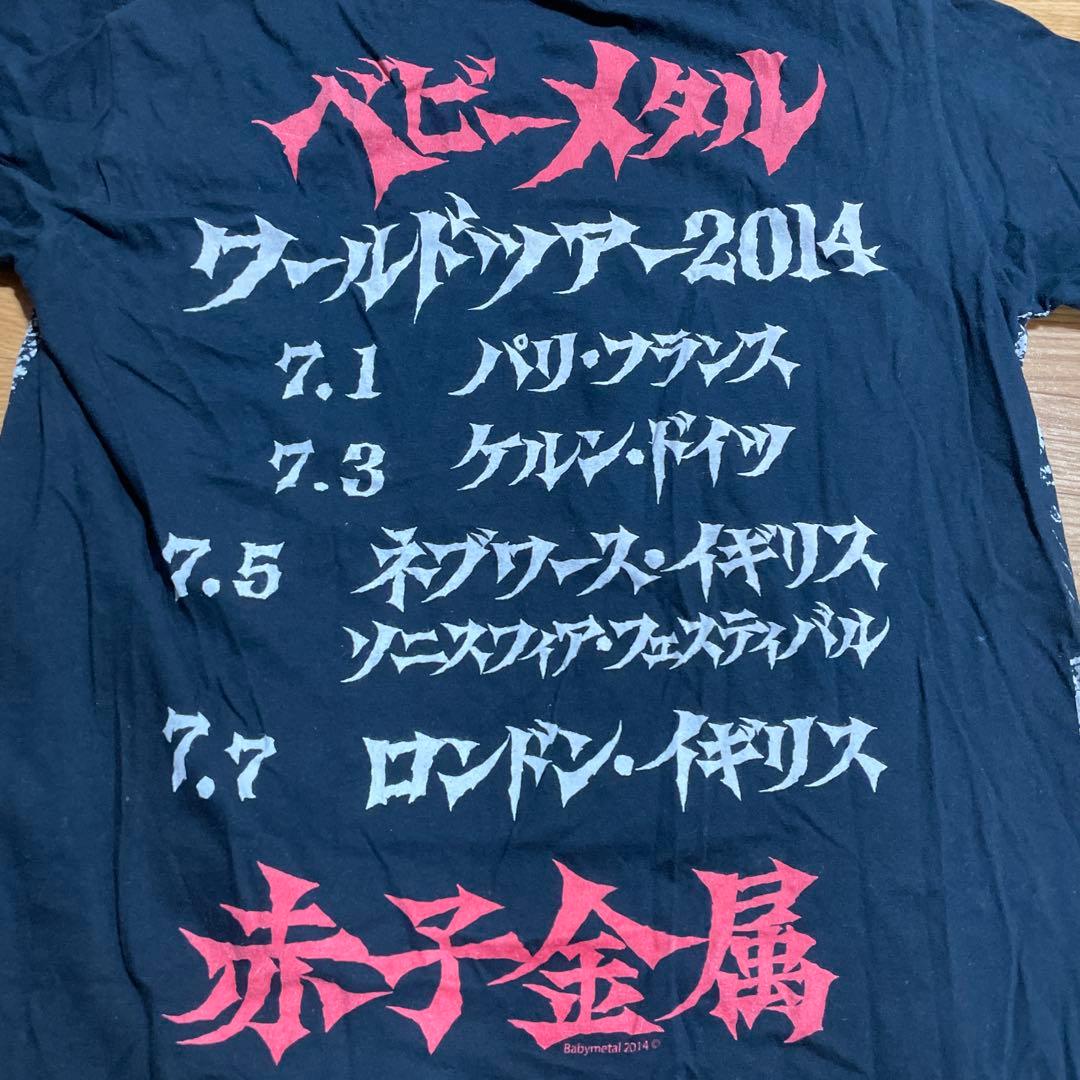 ベビーメタル
ワールドツアー2014
7.1 パリ・フランス
7.3 ケルン・ドイツ
7.5 ネブワース・イギリス
ソニスフィア・フェスティバル
7.7 ロンドン・イギリス
赤子金属
Babymetal 2014 ©